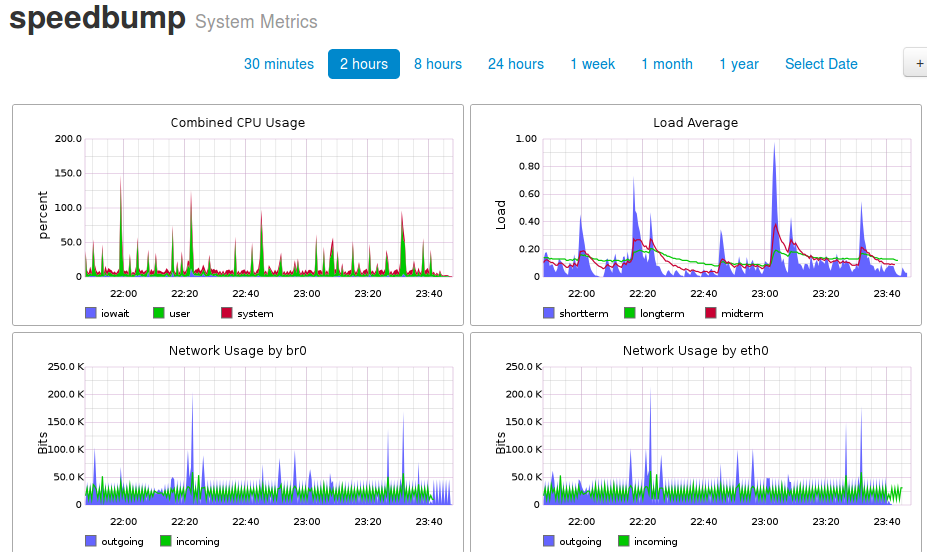 speedbump System Metrics
30 minutes 2 hours 8 hours 24 hours 1 week 1 month 1 year Select Date +
Combined CPU Usage
200.0
150.0
100.0
50.0
0
percent
22:00 22:20 22:40 23:00 23:20 23:40
iowait user system
Load Average
1.00
0.80
0.60
0.40
0.20
0
Load
22:00 22:20 22:40 23:00 23:20 23:40
shortterm longterm midterm
Network Usage by br0
250.0 K
200.0 K
150.0 K
100.0 K
50.0 K
0
Bits
22:00 22:20 22:40 23:00 23:20 23:40
outgoing incoming
Network Usage by eth0
250.0 K
200.0 K
150.0 K
100.0 K
50.0 K
0
Bits
22:00 22:20 22:40 23:00 23:20 23:40
outgoing incoming